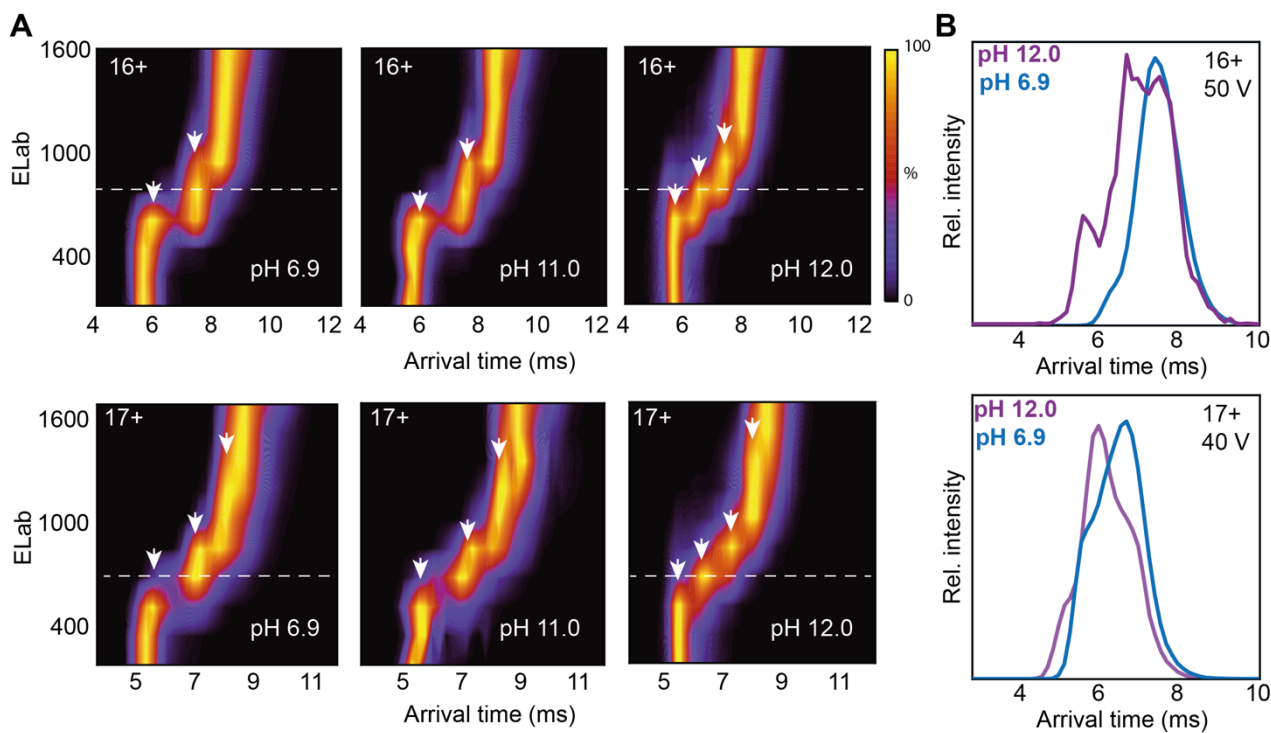 A
B
ELab
1600
1000
400
16+
pH 6.9
16+
pH 11.0
16+
pH 12.0
100
%
0
4 6 8 10 12
4 6 8 10 12
4 6 8 10 12
Arrival time (ms)
pH 12.0
pH 6.9
16+
50 V
Rel. intensity
4 6 8 10
Arrival time (ms)
ELab
1600
1000
400
17+
pH 6.9
17+
pH 11.0
17+
pH 12.0
5 7 9 11
5 7 9 11
5 7 9 11
Arrival time (ms)
pH 12.0
pH 6.9
17+
40 V
Rel. intensity
4 6 8 10
Arrival time (ms)